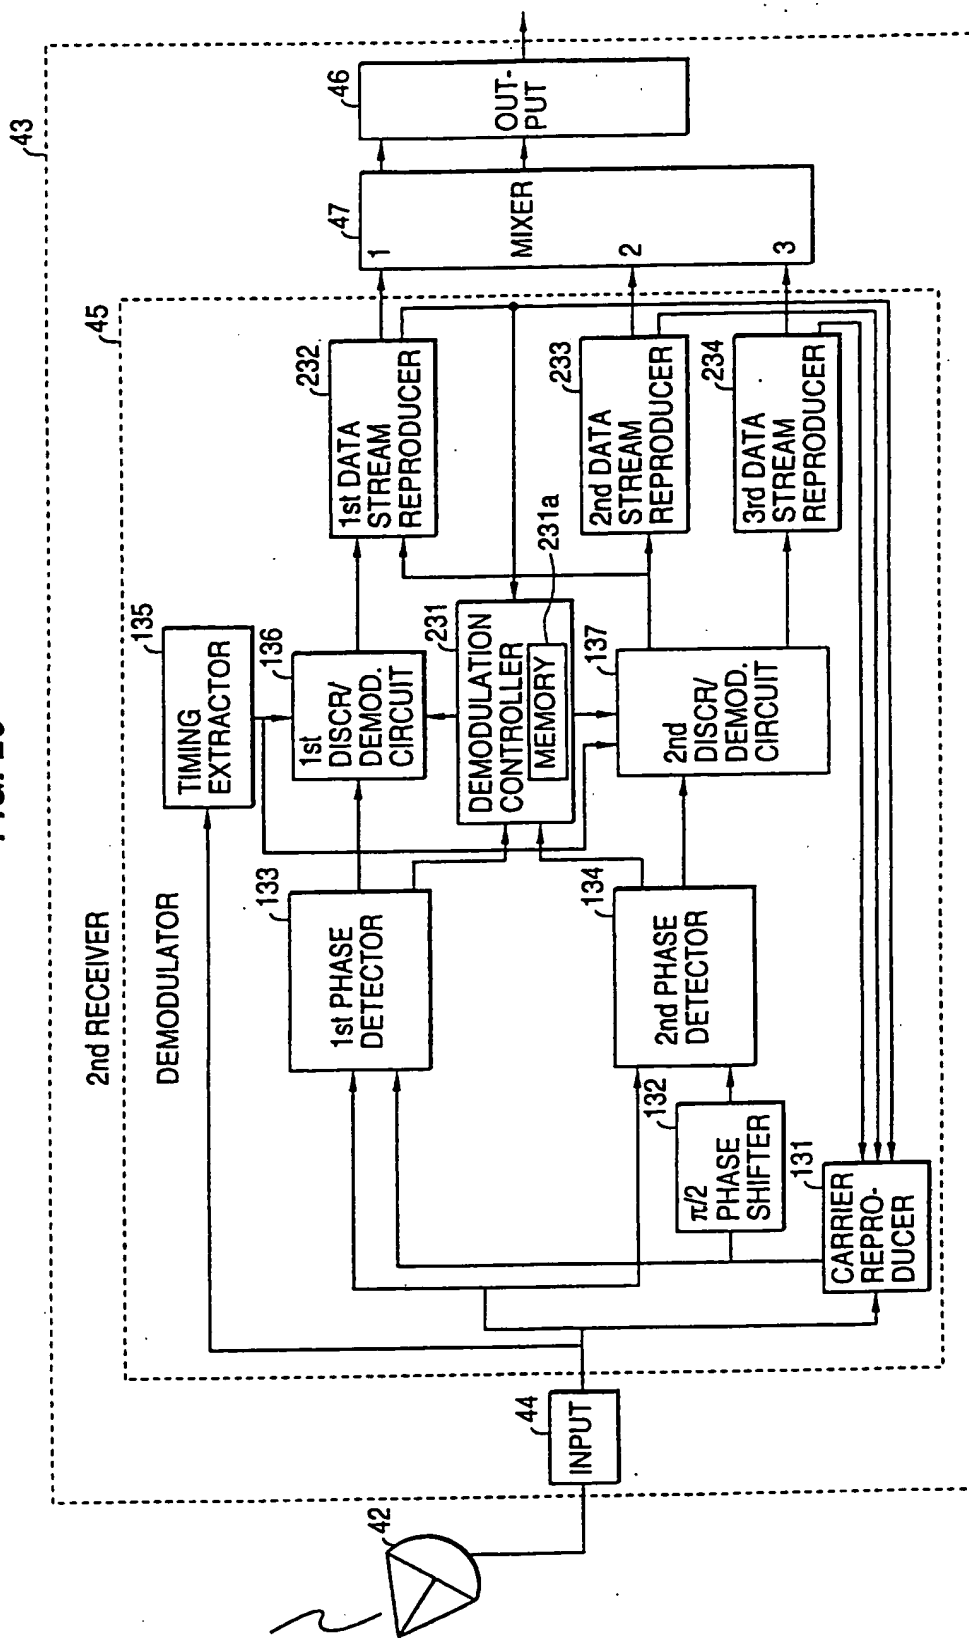 43
2nd RECEIVER
45
DEMODULATOR
135
TIMING
EXTRACTOR
136
1st
DISCR/
DEMOD.
CIRCUIT
133
1st PHASE
DETECTOR
232
1st DATA
STREAM
REPRODUCER
47
1
MIXER
2
3
46
OUT-
PUT
231
DEMODULATION
CONTROLLER
MEMORY
231a
42
44
INPUT
134
2nd PHASE
DETECTOR
137
2nd
DISCR/
DEMOD.
CIRCUIT
233
2nd DATA
STREAM
REPRODUCER
132
π/2
PHASE
SHIFTER
234
3rd DATA
STREAM
REPRODUCER
131
CARRIER
REPRO-
DUCER